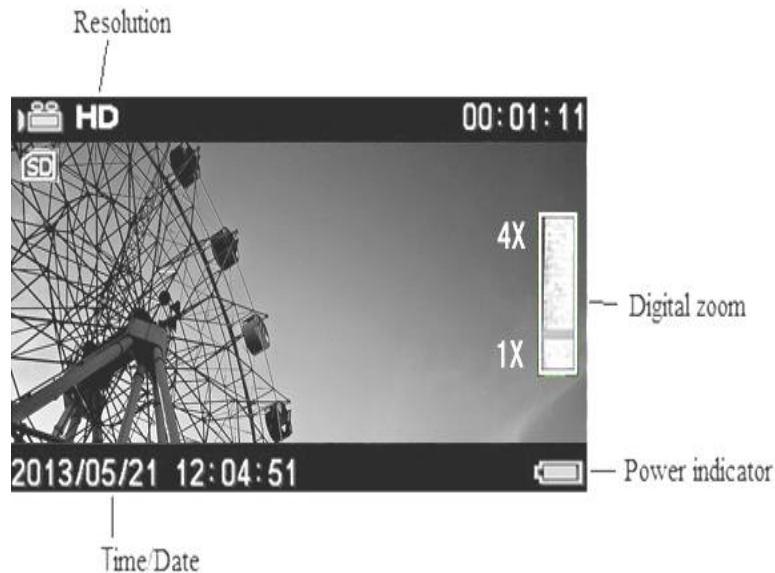 Resolution
HD 00:01:11
SD
4X
Digital zoom
1X
2013/05/21 12:04:51
Power indicator
Time/Date